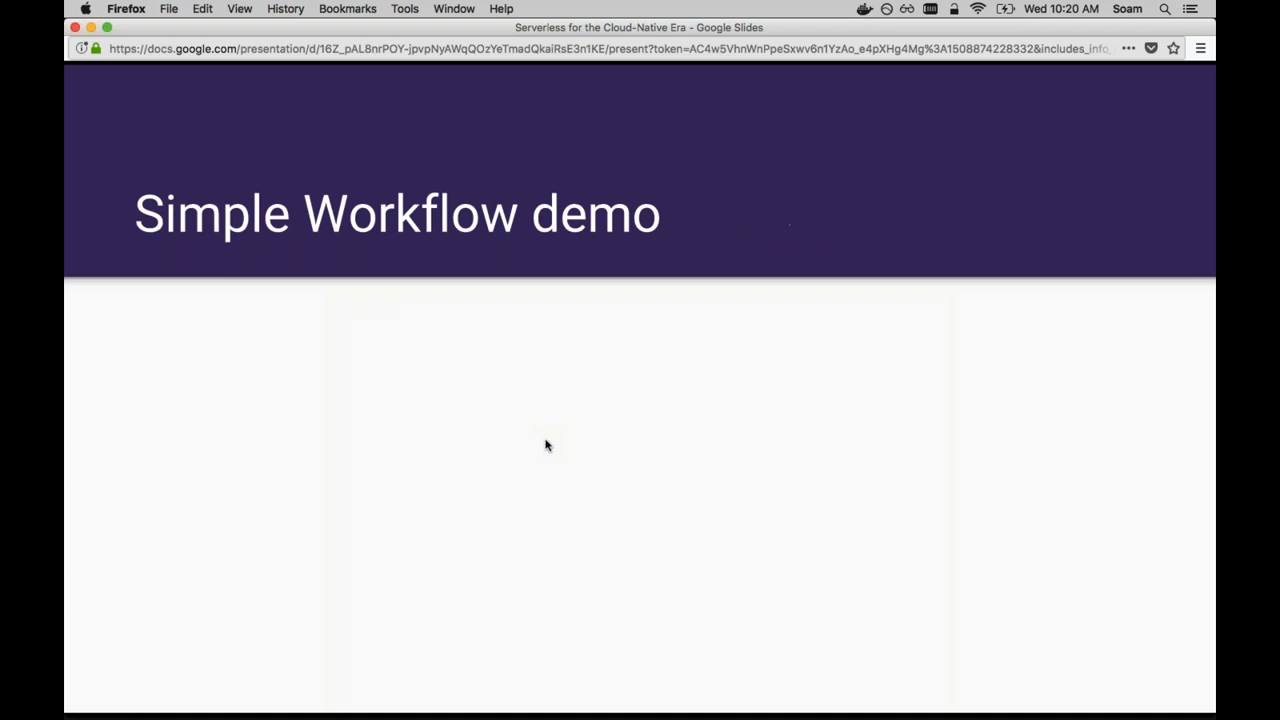 Firefox File Edit View History Bookmarks Tools Window Help Wed 10:20 AM Soam
Serverless for the Cloud-Native Era - Google Slides
https://docs.google.com/presentation/d/16Z_pAL8nrPOY-jpvpNyAWqQOzYeTmadQkaiRsE3n1KE/present?token=AC4w5VhnWnPpeSxwv6n1YzAo_e4pXHg4Mg%3A1508874228332&includes_info_
Simple Workflow demo